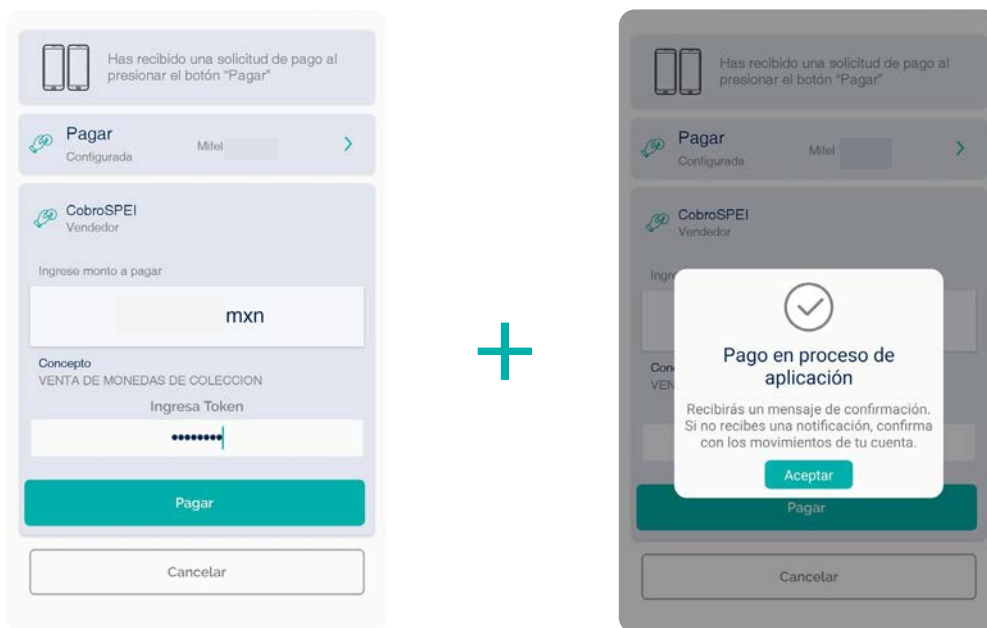 Has recibido una solicitud de pago al
presionar el botón "Pagar"
Pagar
Configurada
Mifel
CobroSPEI
Vendedor
Ingrese monto a pagar
mxn
Concepto
VENTA DE MONEDAS DE COLECCION
Ingresa Token
••••••••
Pagar
Cancelar
+
Has recibido una solicitud de pago al
presionar el botón "Pagar"
Pagar
Configurada
Mifel
CobroSPEI
Vendedor
Ingre
Con
VEN
Pago en proceso de
aplicación
Recibirás un mensaje de confirmación.
Si no recibes una notificación, confirma
con los movimientos de tu cuenta.
Aceptar
Pagar
Cancelar